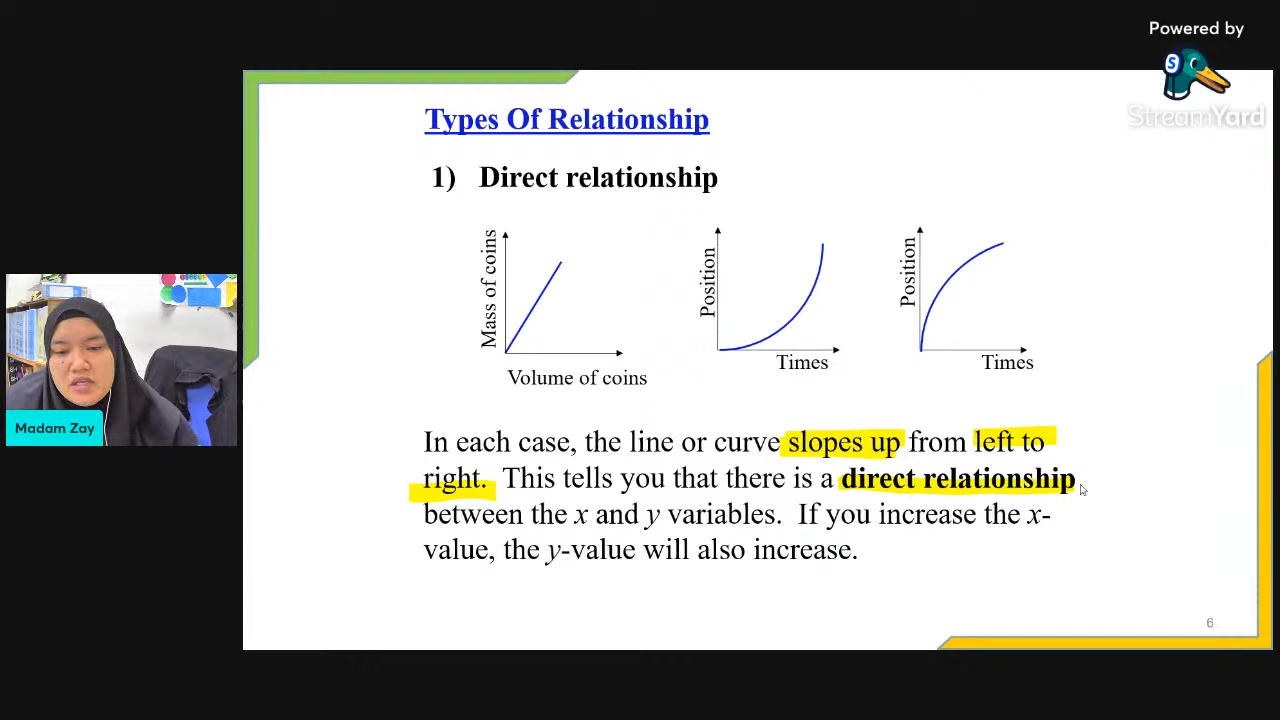 Powered by
StreamYard
Types Of Relationship
1) Direct relationship
Mass of coins
Volume of coins
Position
Times
Position
Times
In each case, the line or curve slopes up from left to
right. This tells you that there is a direct relationship
between the x and y variables. If you increase the x-
value, the y-value will also increase.
Madam Zay
6